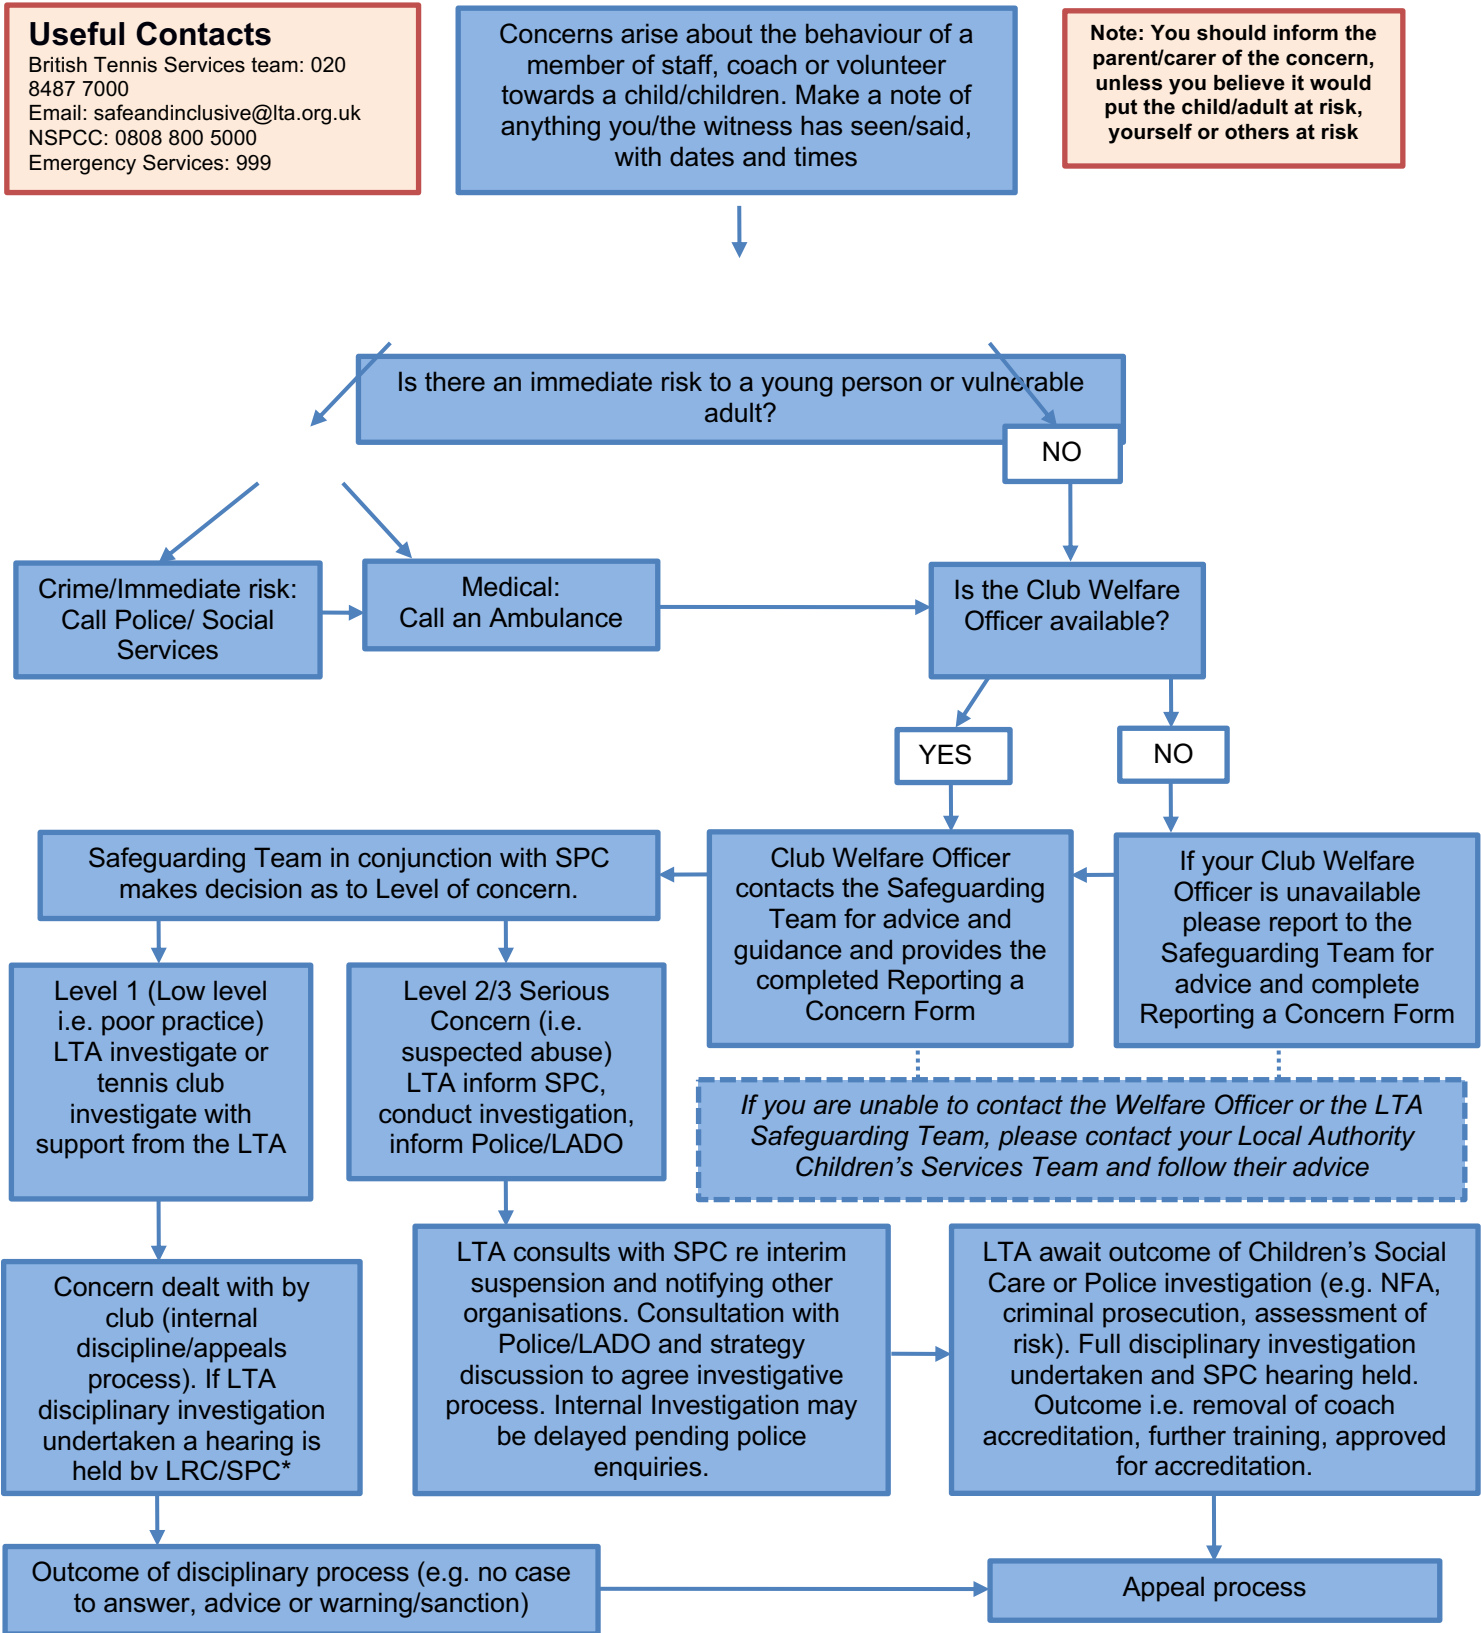 Useful Contacts
British Tennis Services team: 020
8487 7000
Email: safeandinclusive@lta.org.uk
NSPCC: 0808 800 5000
Emergency Services: 999
Concerns arise about the behaviour of a
member of staff, coach or volunteer
towards a child/children. Make a note of
anything you/the witness has seen/said,
with dates and times
Note: You should inform the
parent/carer of the concern,
unless you believe it would
put the child/adult at risk,
yourself or others at risk
Is there an immediate risk to a young person or vulnerable
adult?
NO
Crime/Immediate risk:
Call Police/ Social
Services
Medical:
Call an Ambulance
Is the Club Welfare
Officer available?
YES
NO
Safeguarding Team in conjunction with SPC
makes decision as to Level of concern.
Club Welfare Officer
contacts the Safeguarding
Team for advice and
guidance and provides the
completed Reporting a
Concern Form
If your Club Welfare
Officer is unavailable
please report to the
Safeguarding Team for
advice and complete
Reporting a Concern Form
Level 1 (Low level
i.e. poor practice)
LTA investigate or
tennis club
investigate with
support from the LTA
Level 2/3 Serious
Concern (i.e.
suspected abuse)
LTA inform SPC,
conduct investigation,
inform Police/LADO
If you are unable to contact the Welfare Officer or the LTA
Safeguarding Team, please contact your Local Authority
Children's Services Team and follow their advice
Concern dealt with by
club (internal
discipline/appeals
process). If LTA
disciplinary investigation
undertaken a hearing is
held by LRC/SPC*
LTA consults with SPC re interim
suspension and notifying other
organisations. Consultation with
Police/LADO and strategy
discussion to agree investigative
process. Internal Investigation may
be delayed pending police
enquiries.
LTA await outcome of Children's Social
Care or Police investigation (e.g. NFA,
criminal prosecution, assessment of
risk). Full disciplinary investigation
undertaken and SPC hearing held.
Outcome i.e. removal of coach
accreditation, further training, approved
for accreditation.
Outcome of disciplinary process (e.g. no case
to answer, advice or warning/sanction)
Appeal process